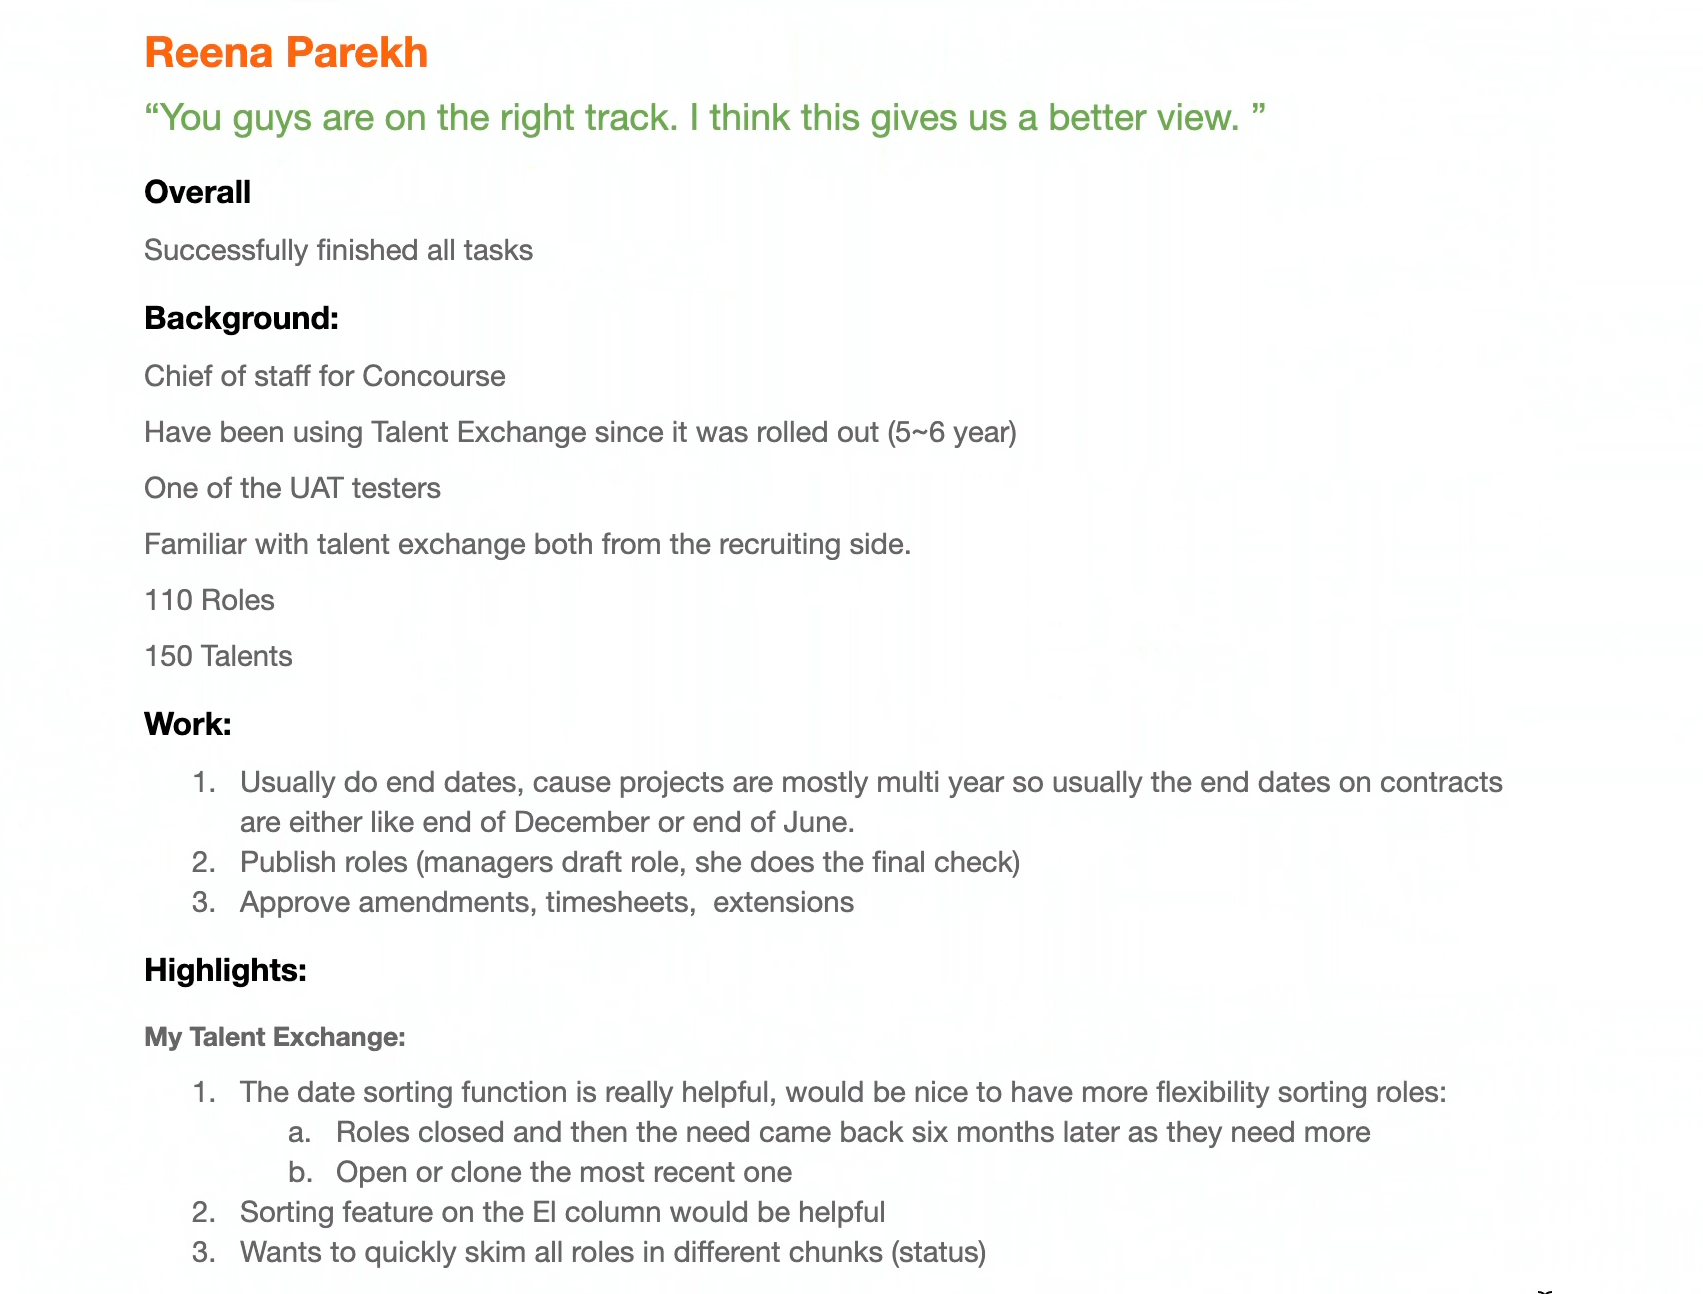 Reena Parekh
“You guys are on the right track. I think this gives us a better view. ”
Overall
Successfully finished all tasks
Background:
Chief of staff for Concourse
Have been using Talent Exchange since it was rolled out (5~6 year)
One of the UAT testers
Familiar with talent exchange both from the recruiting side.
110 Roles
150 Talents
Work:
1. Usually do end dates, cause projects are mostly multi year so usually the end dates on contracts
are either like end of December or end of June.
2. Publish roles (managers draft role, she does the final check)
3. Approve amendments, timesheets,  extensions
Highlights:
My Talent Exchange:
1. The date sorting function is really helpful, would be nice to have more flexibility sorting roles:
a. Roles closed and then the need came back six months later as they need more
b. Open or clone the most recent one
2. Sorting feature on the El column would be helpful
3. Wants to quickly skim all roles in different chunks (status)